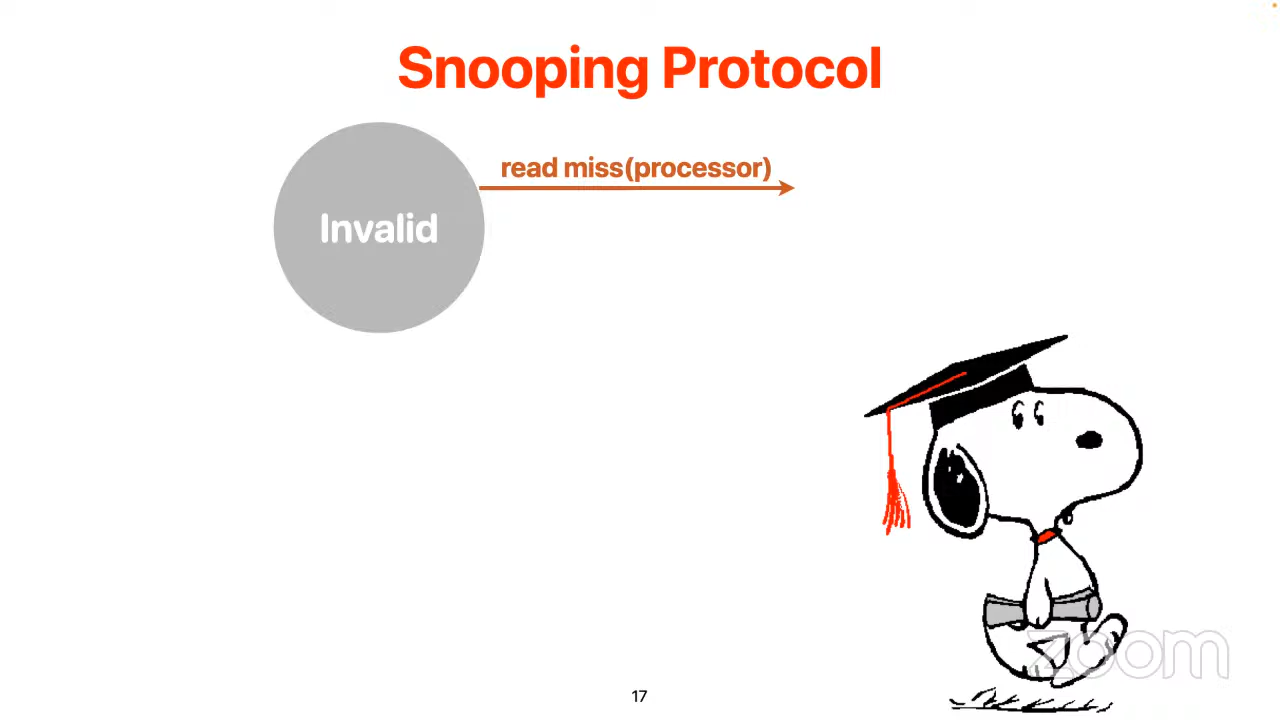 Snooping Protocol
read miss(processor)
Invalid
zoom
17